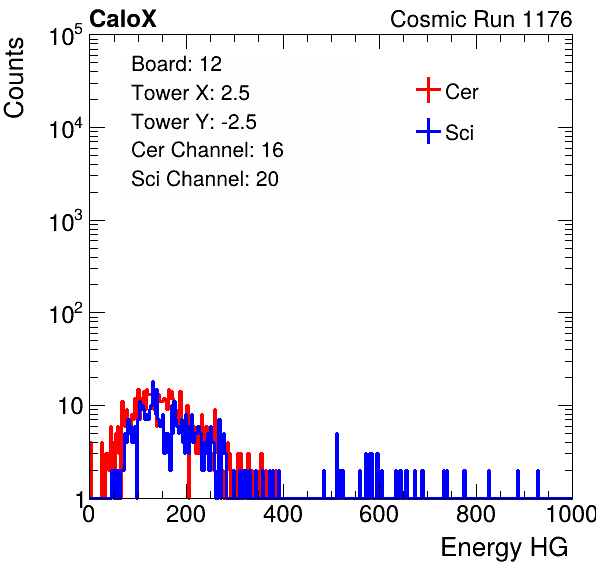 CaloX Cosmic Run 1176
Counts
Board: 12
Tower X: 2.5
Tower Y: -2.5
Cer Channel: 16
Sci Channel: 20
Cer
Sci
10^5
10^4
10^3
10^2
10
1
0 200 400 600 800 1000
Energy HG